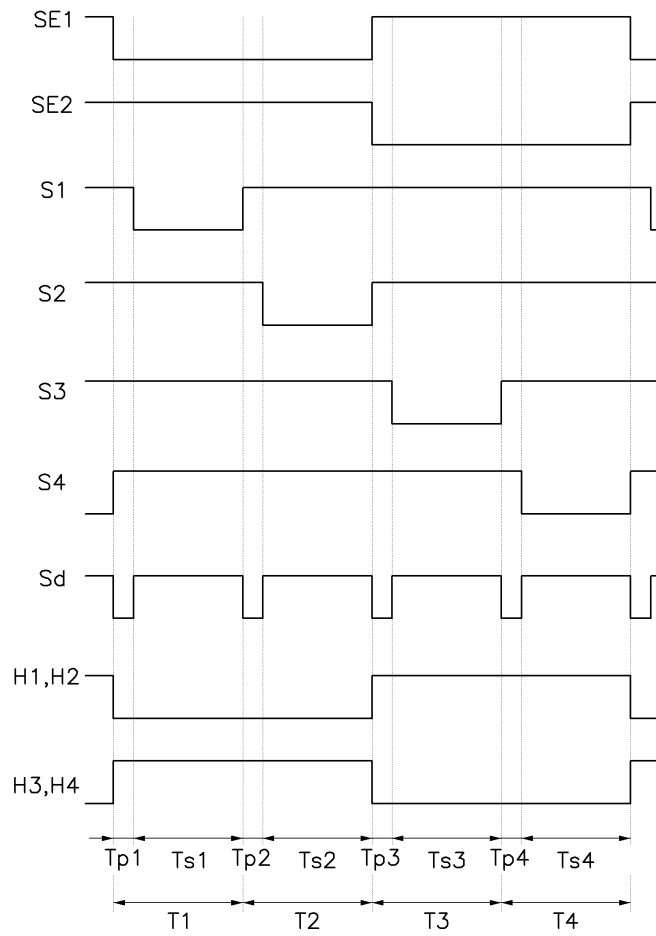 SE1
SE2
S1
S2
S3
S4
Sd
H1,H2
H3,H4
Tp1 Ts1 Tp2 Ts2 Tp3 Ts3 Tp4 Ts4
T1 T2 T3 T4